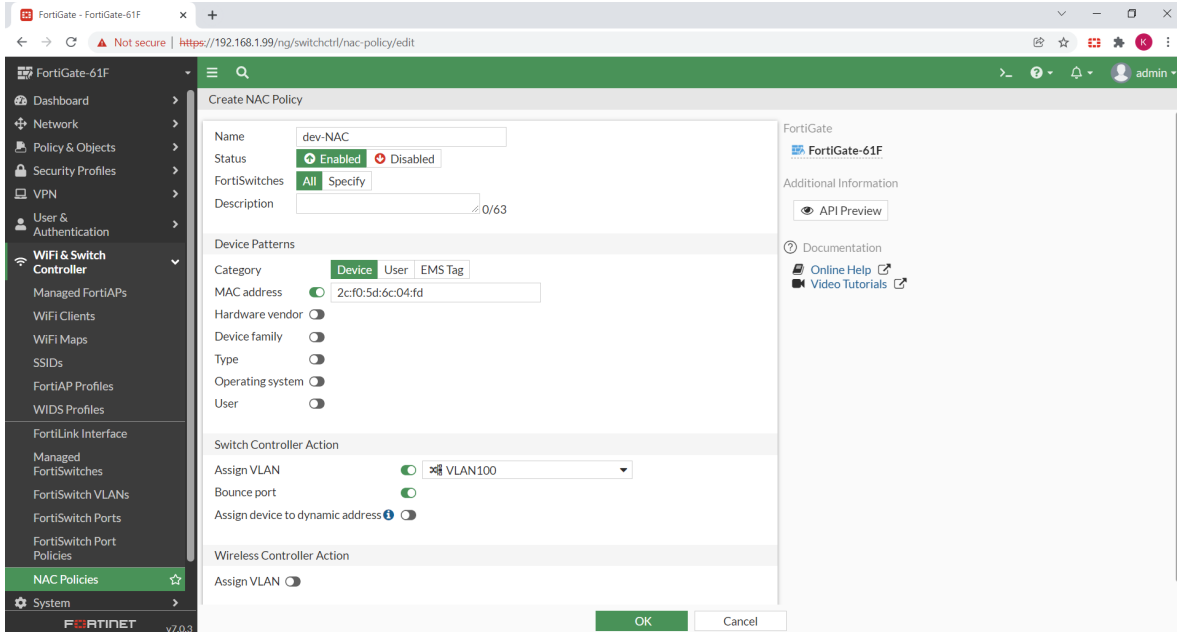 FortiGate - FortiGate-61F
Not secure | https://192.168.1.99/ng/switchctrl/nac-policy/edit
K
FortiGate-61F
admin
Dashboard
Network
Policy & Objects
Security Profiles
VPN
User &
Authentication
WiFi & Switch
Controller
Managed FortiAPs
WiFi Clients
WiFi Maps
SSIDs
FortiAP Profiles
WIDS Profiles
FortiLink Interface
Managed
FortiSwitches
FortiSwitch VLANs
FortiSwitch Ports
FortiSwitch Port
Policies
NAC Policies
System
FORTINET v7.0.3
Create NAC Policy
Name dev-NAC
Status Enabled Disabled
FortiSwitches All Specify
Description 0/63
Device Patterns
Category Device User EMS Tag
MAC address 2c:f0:5d:6c:04:fd
Hardware vendor
Device family
Type
Operating system
User
Switch Controller Action
Assign VLAN VLAN100
Bounce port
Assign device to dynamic address
Wireless Controller Action
Assign VLAN
OK Cancel
FortiGate
FortiGate-61F
Additional Information
API Preview
Documentation
Online Help
Video Tutorials